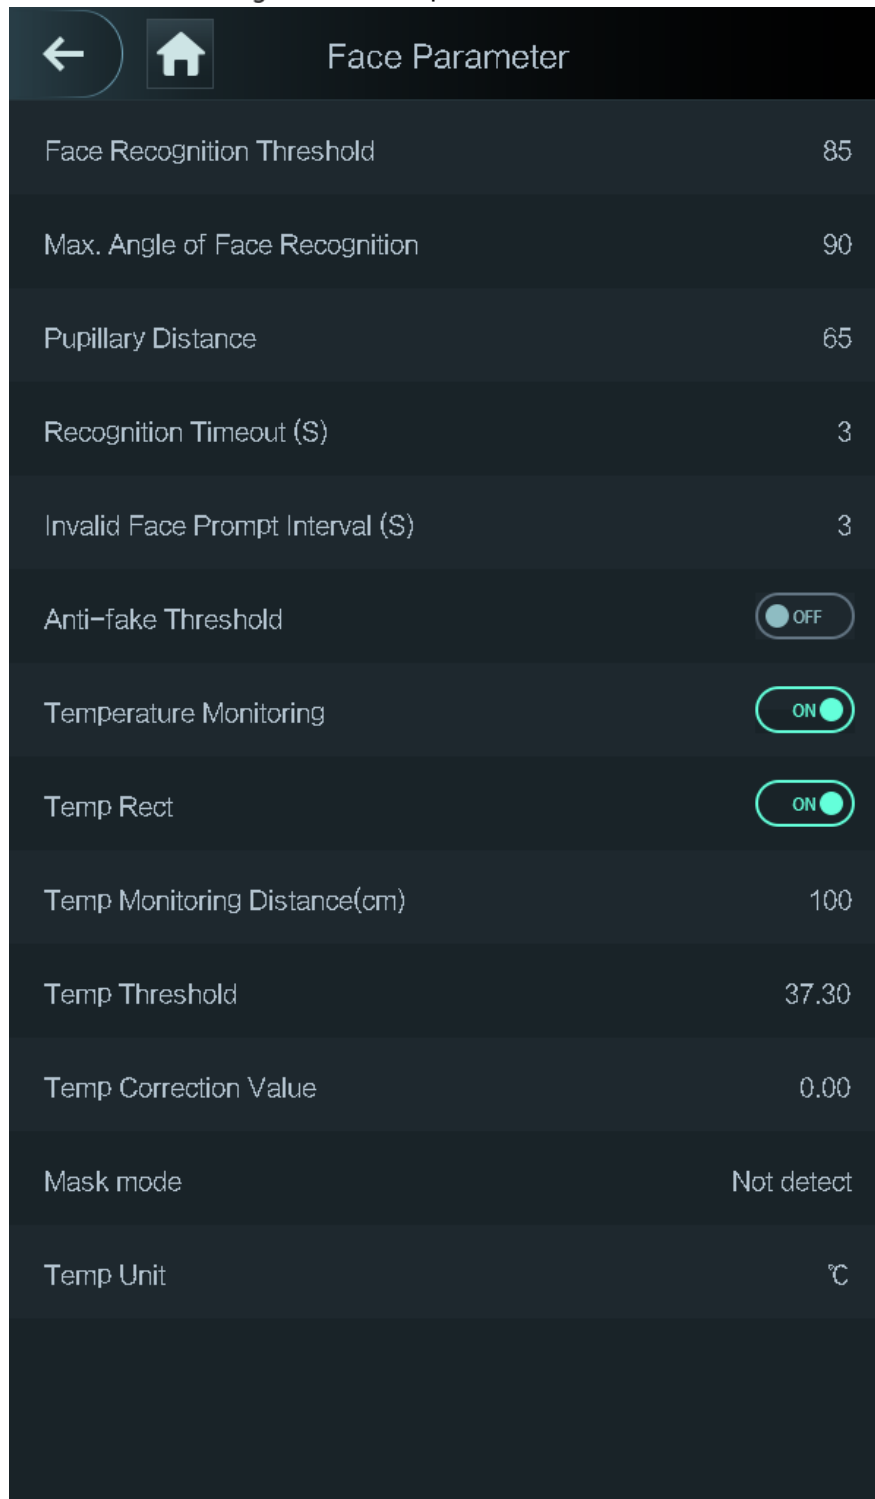 Face Parameter
Face Recognition Threshold 85
Max. Angle of Face Recognition 90
Pupillary Distance 65
Recognition Timeout (S) 3
Invalid Face Prompt Interval (S) 3
Anti-fake Threshold OFF
Temperature Monitoring ON
Temp Rect ON
Temp Monitoring Distance(cm) 100
Temp Threshold 37.30
Temp Correction Value 0.00
Mask mode Not detect
Temp Unit ℃